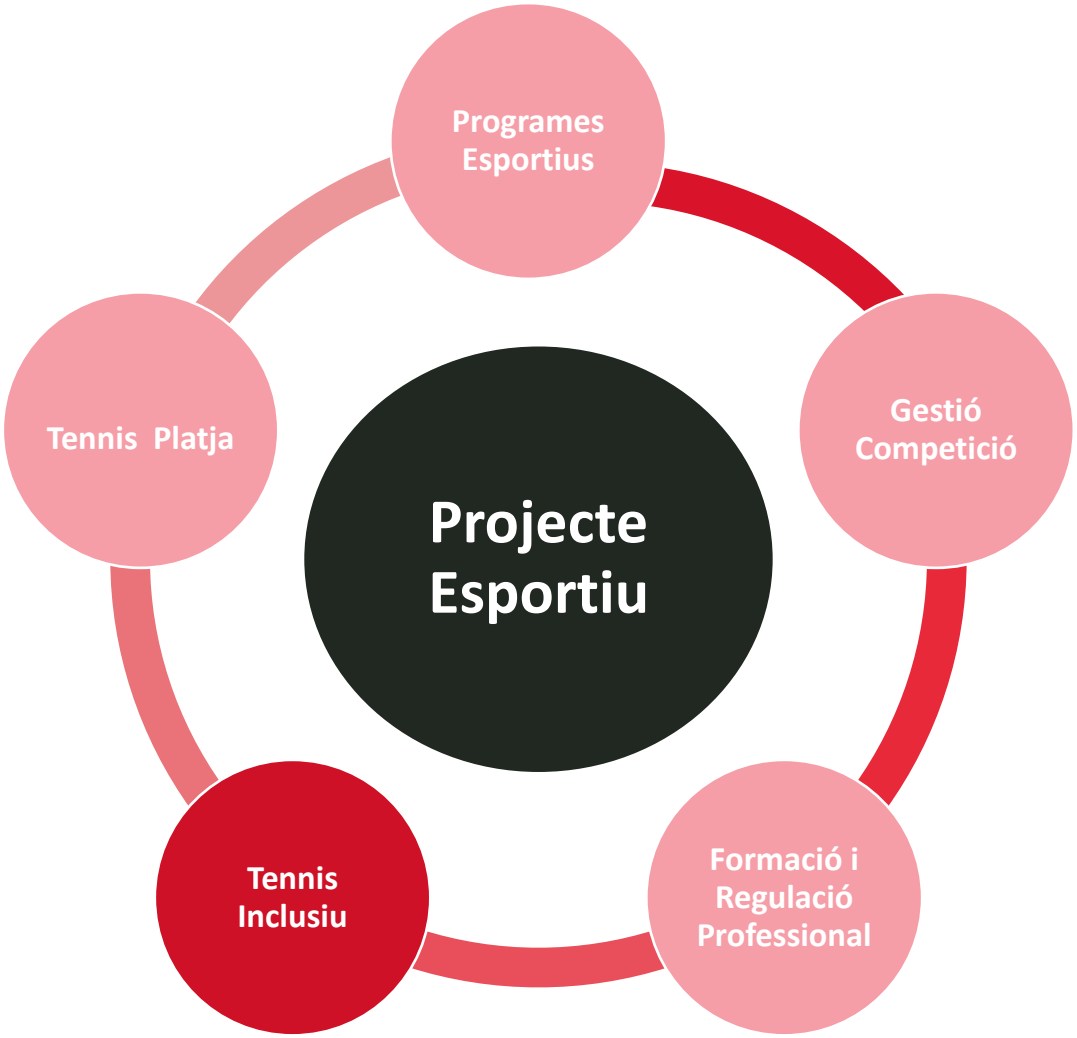 Programes
Esportius
Gestió
Competició
Tennis Platja
Projecte
Esportiu
Formació i
Regulació
Professional
Tennis
Inclusiu